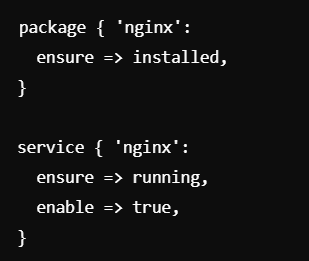 package { 'nginx':
  ensure => installed,
}

service { 'nginx':
  ensure => running,
  enable => true,
}